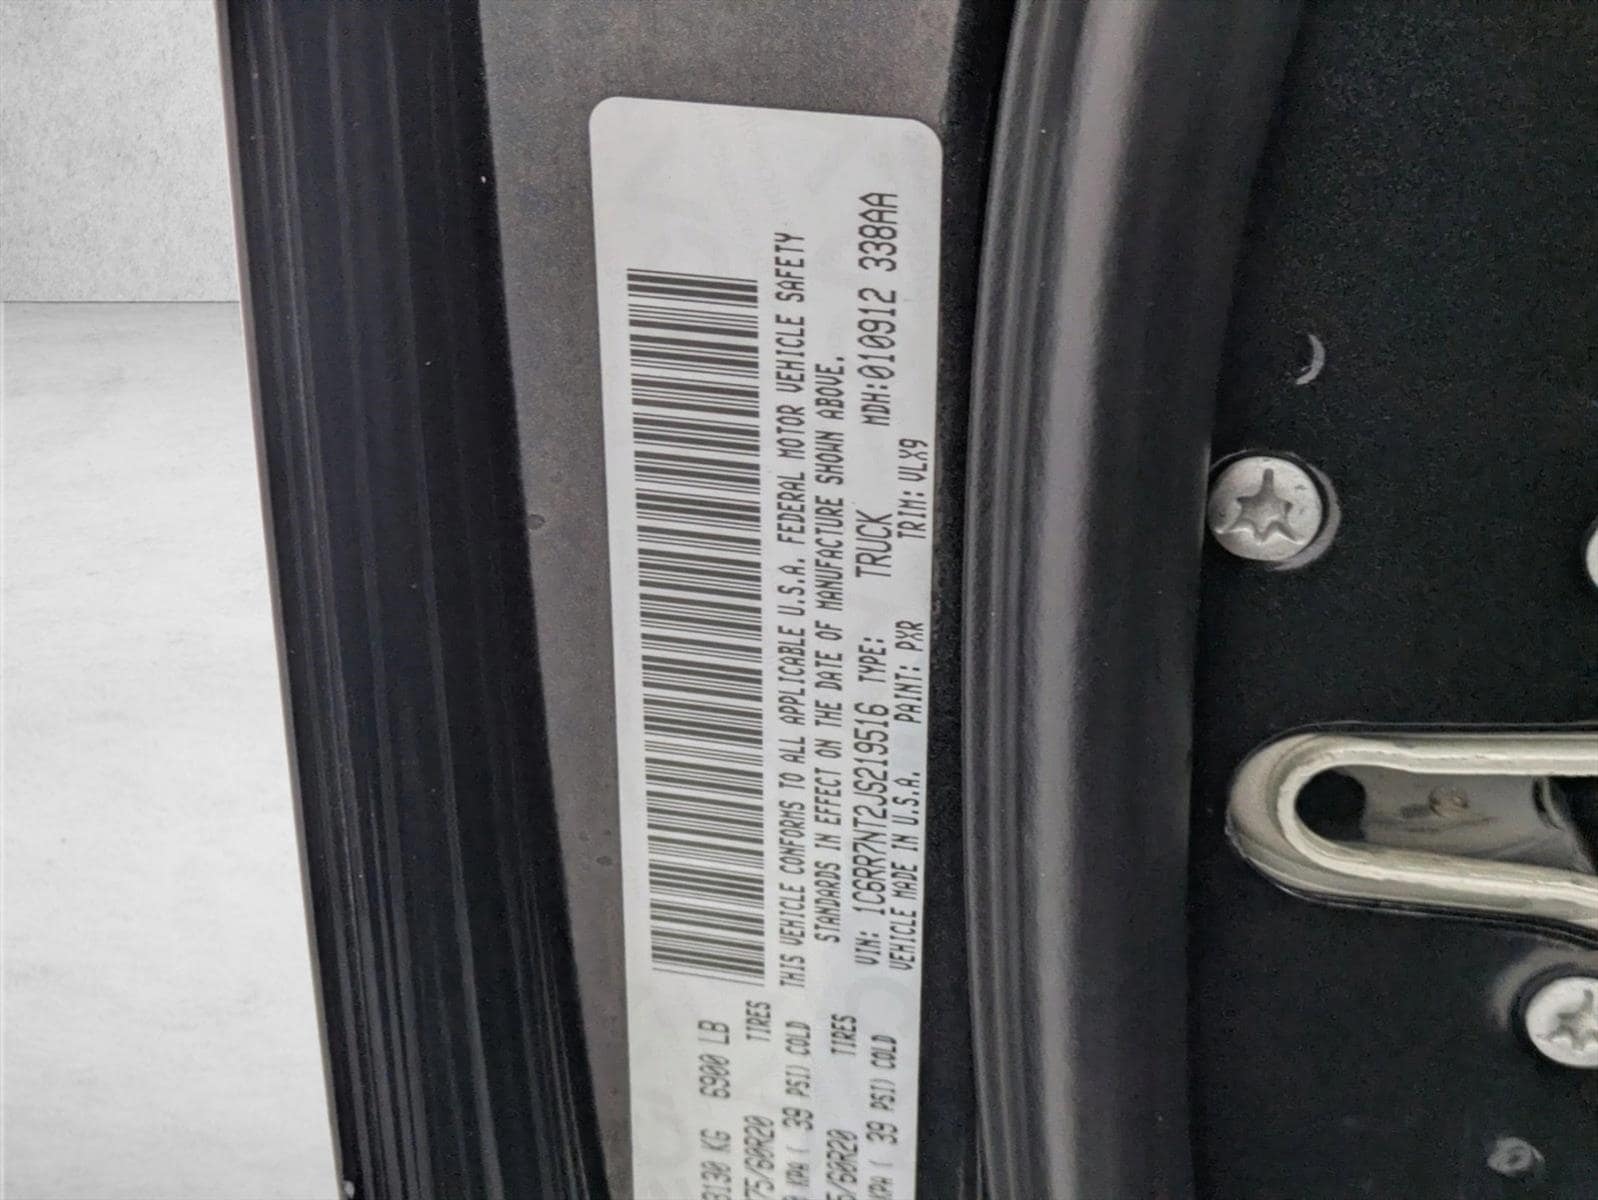 3130 KG 6900 LB
75/60R20 TIRES
KPA ( 39 PSI) COLD
5/60R20 TIRES
KPA ( 39 PSI) COLD
THIS VEHICLE CONFORMS TO ALL APPLICABLE U.S.A. FEDERAL MOTOR VEHICLE SAFETY
STANDARDS IN EFFECT ON THE DATE OF MANUFACTURE SHOWN ABOVE.
VIN: 1C6RR7NT2JS219516 TYPE: TRUCK MDH:010912 338AA
VEHICLE MADE IN U.S.A. PAINT: PXR TRIM: VLX9